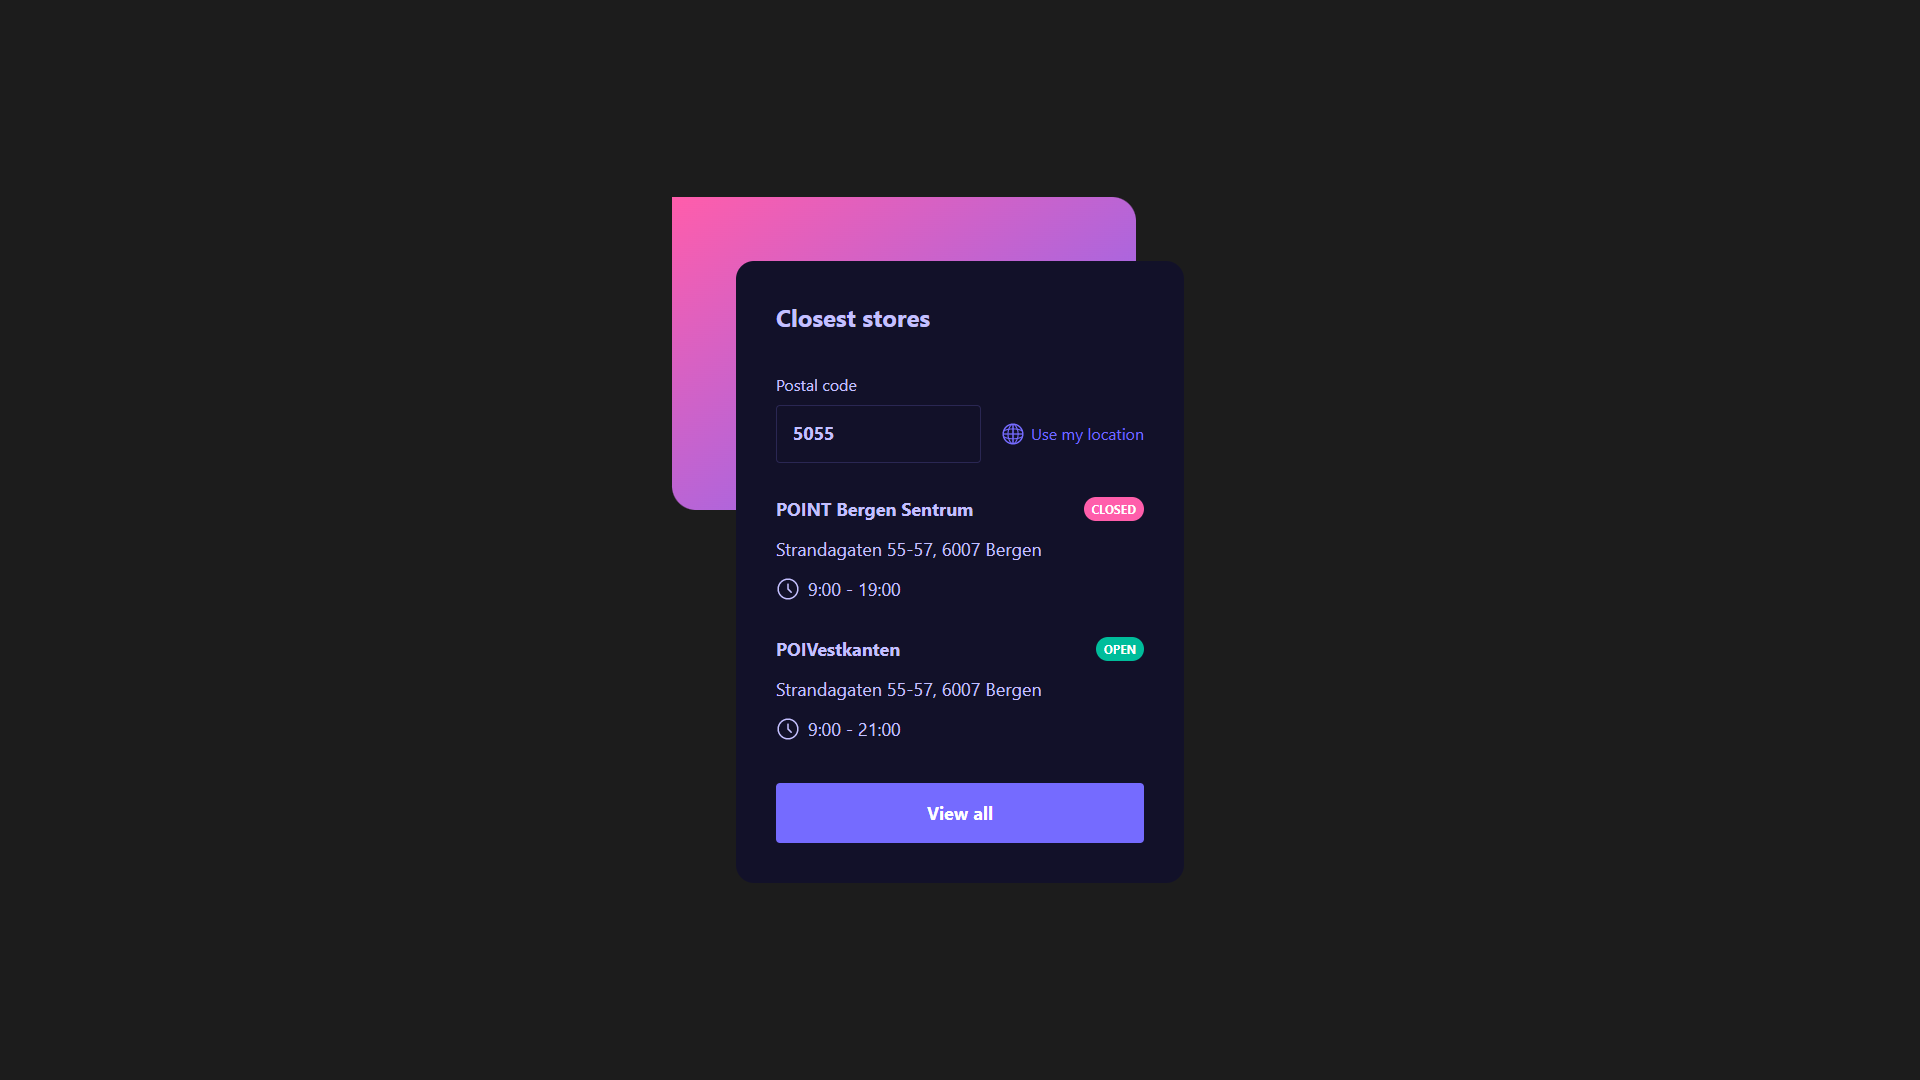 Closest stores
Postal code
5055
Use my location
POINT Bergen Sentrum
CLOSED
Strandagaten 55-57, 6007 Bergen
9:00 - 19:00
POIVestkanten
OPEN
Strandagaten 55-57, 6007 Bergen
9:00 - 21:00
View all